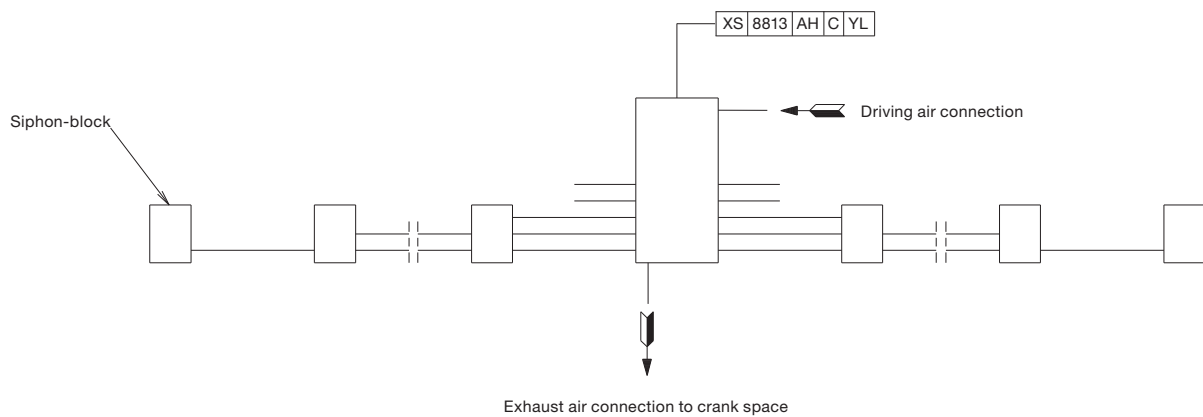 XS 8813 AH C YL
Driving air connection
Siphon-block
Exhaust air connection to crank space